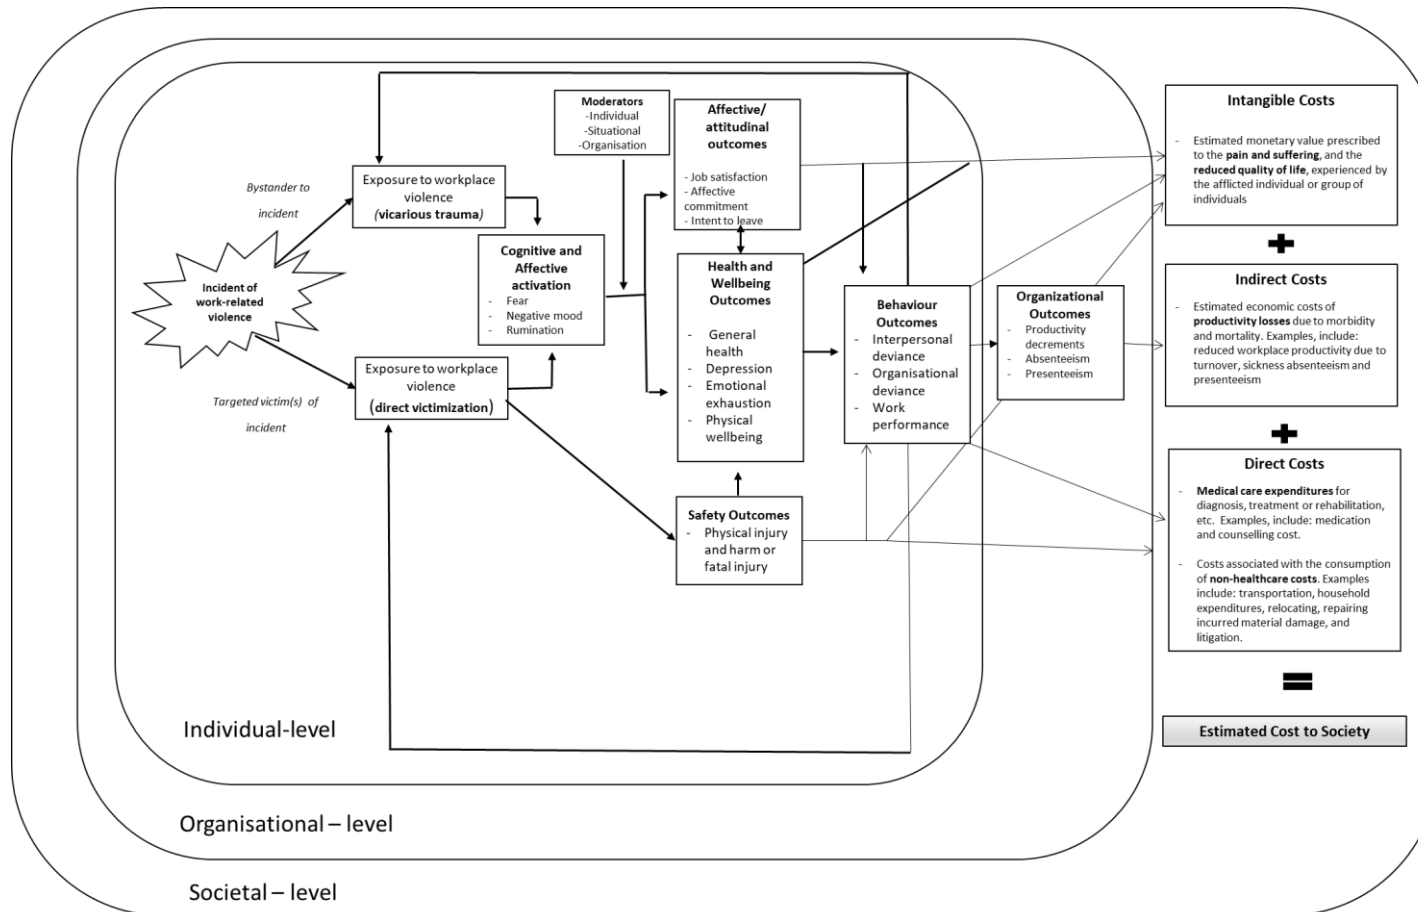 Moderators
-Individual
-Situational
-Organisation
Affective/
attitudinal
outcomes
- Job satisfaction
- Affective
commitment
- Intent to leave
Bystander to
incident
Exposure to workplace
violence
(vicarious trauma)
Incident of
work-related
violence
Cognitive and
Affective
activation
- Fear
- Negative mood
- Rumination
Targeted victim(s) of
incident
Exposure to workplace
violence
(direct victimization)
Health and
Wellbeing
Outcomes
- General
health
- Depression
- Emotional
exhaustion
- Physical
wellbeing
Safety Outcomes
- Physical injury
and harm or
fatal injury
Behaviour
Outcomes
- Interpersonal
deviance
- Organisational
deviance
- Work
performance
Organizational
Outcomes
- Productivity
decrements
- Absenteeism
- Presenteeism
Intangible Costs
- Estimated monetary value prescribed
to the pain and suffering, and the
reduced quality of life, experienced by
the afflicted individual or group of
individuals
+
Indirect Costs
- Estimated economic costs of
productivity losses due to morbidity
and mortality. Examples, include:
reduced workplace productivity due to
turnover, sickness absenteeism and
presenteeism
+
Direct Costs
- Medical care expenditures for
diagnosis, treatment or rehabilitation,
etc. Examples, include: medication
and counselling cost.
- Costs associated with the consumption
of non-healthcare costs. Examples
include: transportation, household
expenditures, relocating, repairing
incurred material damage, and
litigation.
=
Estimated Cost to Society
Individual-level
Organisational – level
Societal – level